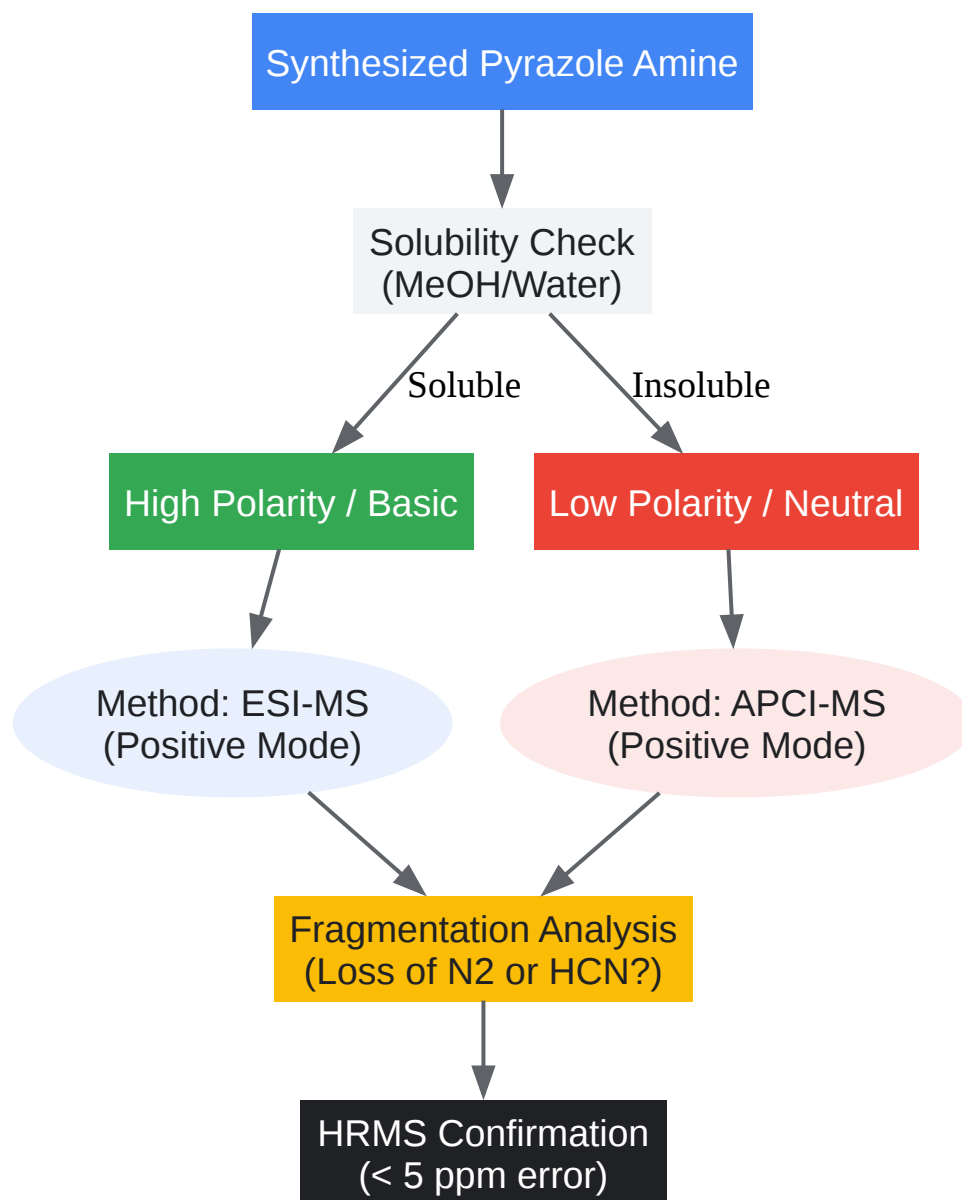 Synthesized Pyrazole Amine
Solubility Check
(MeOH/Water)
Soluble
Insoluble
High Polarity / Basic
Low Polarity / Neutral
Method: ESI-MS
(Positive Mode)
Method: APCI-MS
(Positive Mode)
Fragmentation Analysis
(Loss of N2 or HCN?)
HRMS Confirmation
(< 5 ppm error)